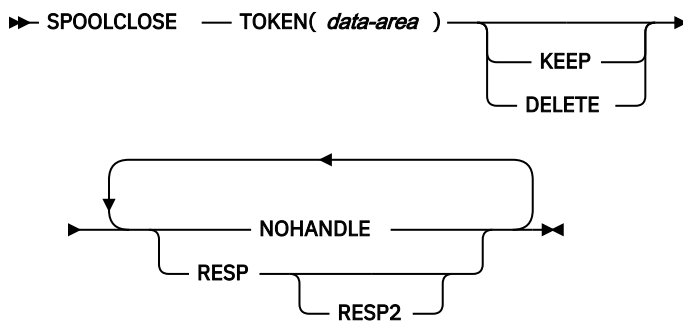 SPOOLCLOSE TOKEN( data-area )
KEEP
DELETE
NOHANDLE
RESP
RESP2